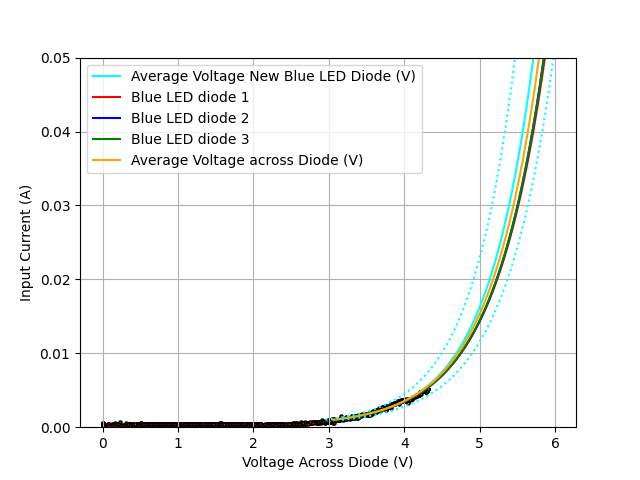 0.05
0.04
0.03
0.02
0.01
0.00
Input Current (A)
Average Voltage New Blue LED Diode (V)
Blue LED diode 1
Blue LED diode 2
Blue LED diode 3
Average Voltage across Diode (V)
0 1 2 3 4 5 6
Voltage Across Diode (V)